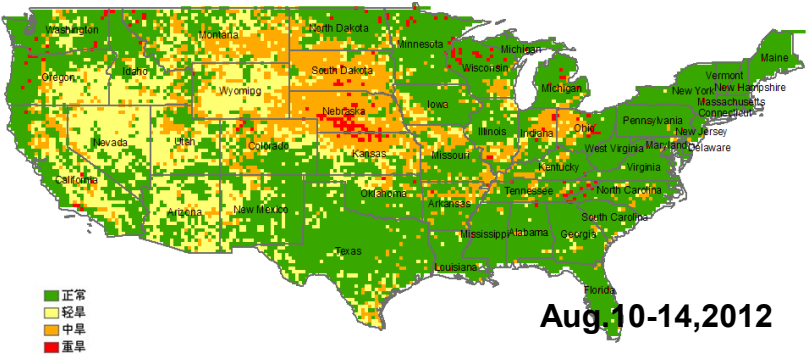 Washington
Montana
North Dakota
Minnesota
Michigan
Maine
Oregon
Idaho
South Dakota
Wisconsin
Vermont
Wyoming
Michigan
New York
New Hampshire
Iowa
Massachusetts
Nebraska
Connecticut
Nevada
Utah
Colorado
Kansas
Illinois
Indiana
Ohio
Pennsylvania
New Jersey
Missouri
West Virginia
Maryland
Delaware
Kentucky
Virginia
California
Oklahoma
Tennessee
North Carolina
Arizona
New Mexico
Arkansas
South Carolina
Texas
Mississippi
Alabama
Georgia
Louisiana
Florida
正常
轻旱
中旱
重旱
Aug.10-14,2012